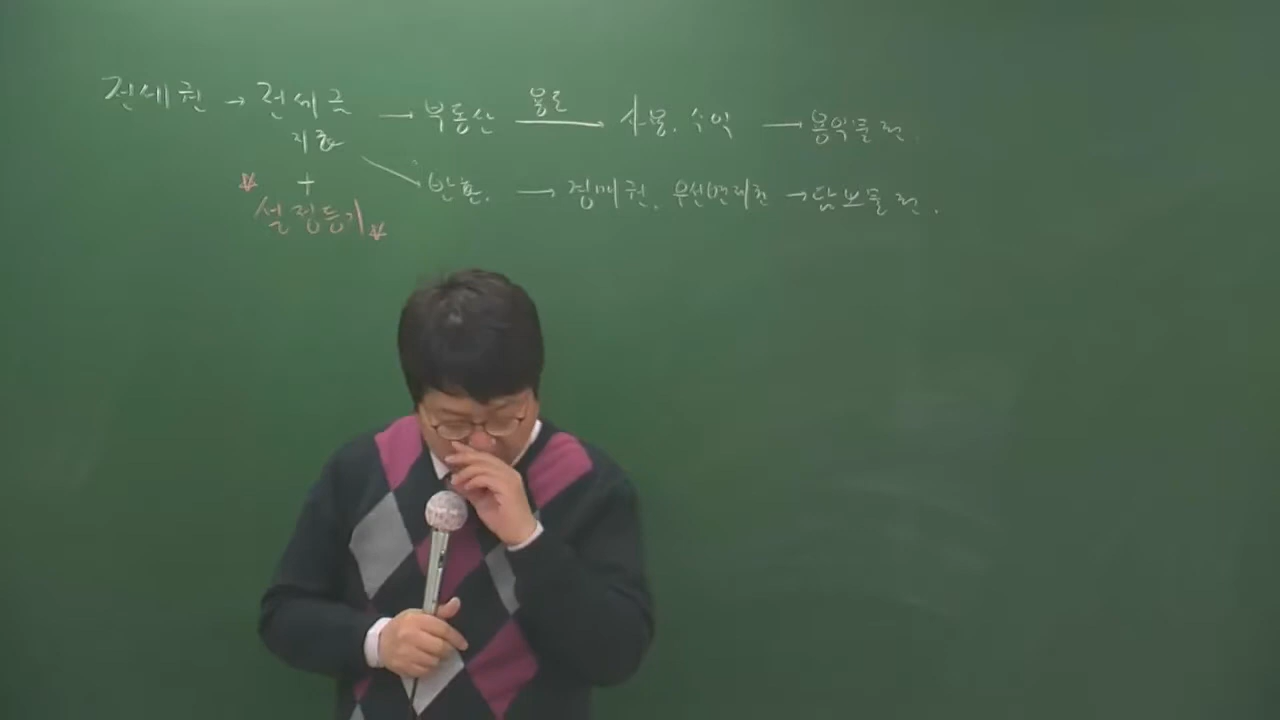 전세권 → 전세금 → 부동산 용도 → 사용. 수익 → 용익물권.
지급
+
☆ 설정등기 ☆
→ 반환. → 경매권. 우선변제권 → 담보물권.